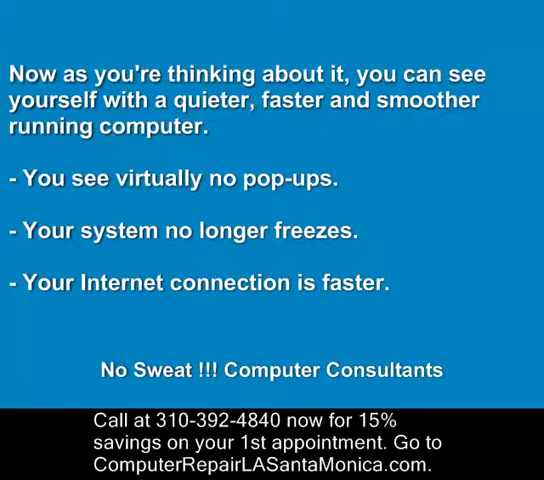 Now as you're thinking about it, you can see
yourself with a quieter, faster and smoother
running computer.
- You see virtually no pop-ups.
- Your system no longer freezes.
- Your Internet connection is faster.
No Sweat !!! Computer Consultants
Call at 310-392-4840 now for 15%
savings on your 1st appointment. Go to
ComputerRepairLASantaMonica.com.